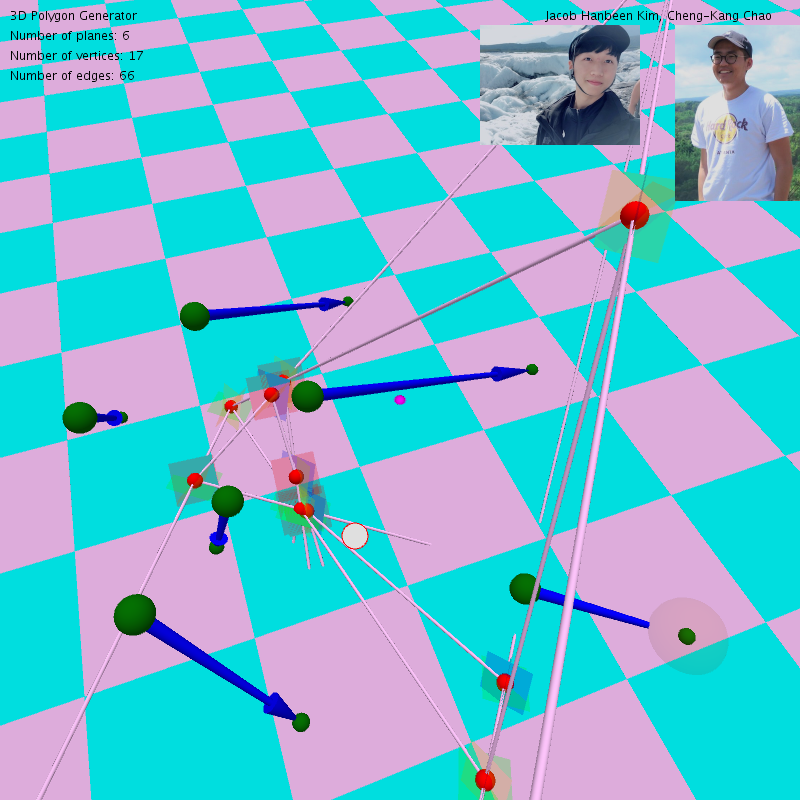 3D Polygon Generator
Jacob Hanbeen Kim, Cheng-Kang Chao
Number of planes: 6
Number of vertices: 17
Number of edges: 66